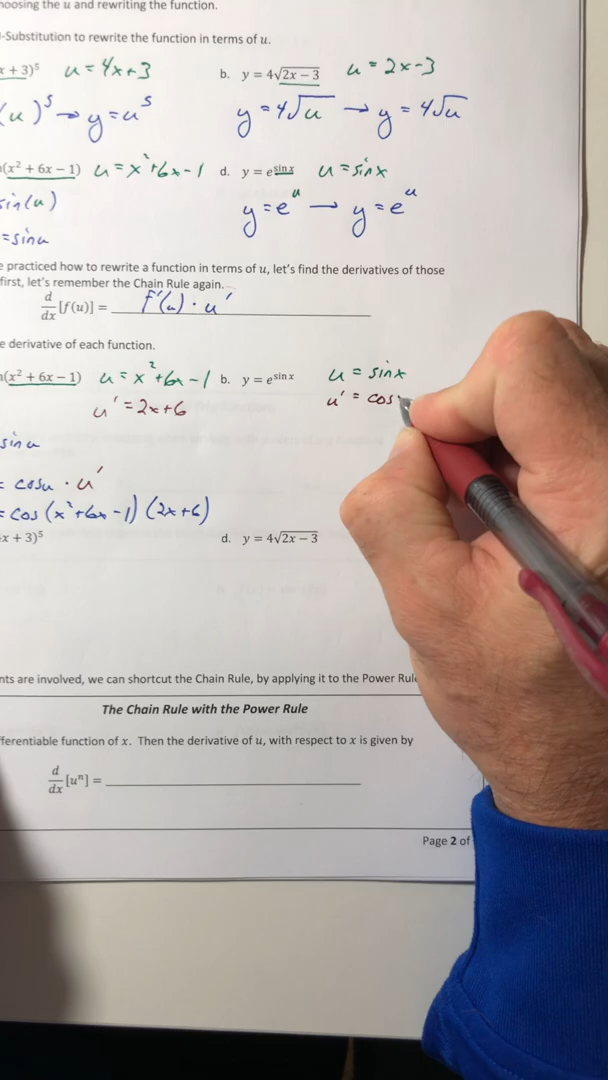 oosing the u and rewriting the function.
-Substitution to rewrite the function in terms of u.
x + 3)⁵ u = 4x+3 b. y = 4√(2x − 3) u = 2x-3
(u)⁵ → y = u⁵ y = 4√u → y = 4√u
(x² + 6x − 1) u = x²+6x-1 d. y = e^(sin x) u = sinx
sin(u) y = e^u → y = e^u
= sinu
e practiced how to rewrite a function in terms of u, let's find the derivatives of those
first, let's remember the Chain Rule again.
d/dx [f(u)] = f'(u) · u'
e derivative of each function.
(x² + 6x − 1) u = x²+6x-1 b. y = e^(sin x) u = sinx
u' = 2x+6 u' = cos
sinu
= cosu · u'
= cos(x²+6x-1)(2x+6)
x + 3)⁵ d. y = 4√(2x − 3)
nts are involved, we can shortcut the Chain Rule, by applying it to the Power Rul
The Chain Rule with the Power Rule
ferentiable function of x. Then the derivative of u, with respect to x is given by
d/dx [uⁿ] =
Page 2 of